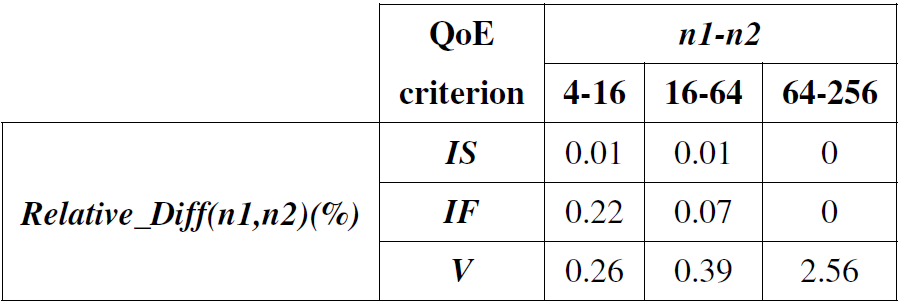 QoE criterion n1-n2
4-16 16-64 64-256
Relative_Diff(n1,n2)(%)
IS 0.01 0.01 0
IF 0.22 0.07 0
V 0.26 0.39 2.56